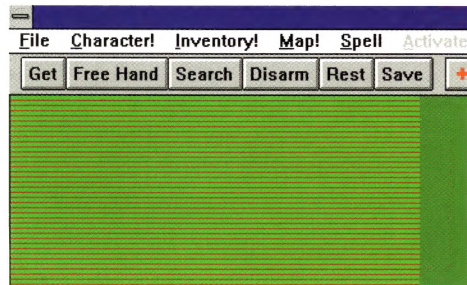 File Character! Inventory! Map! Spell Activate
Get Free Hand Search Disarm Rest Save